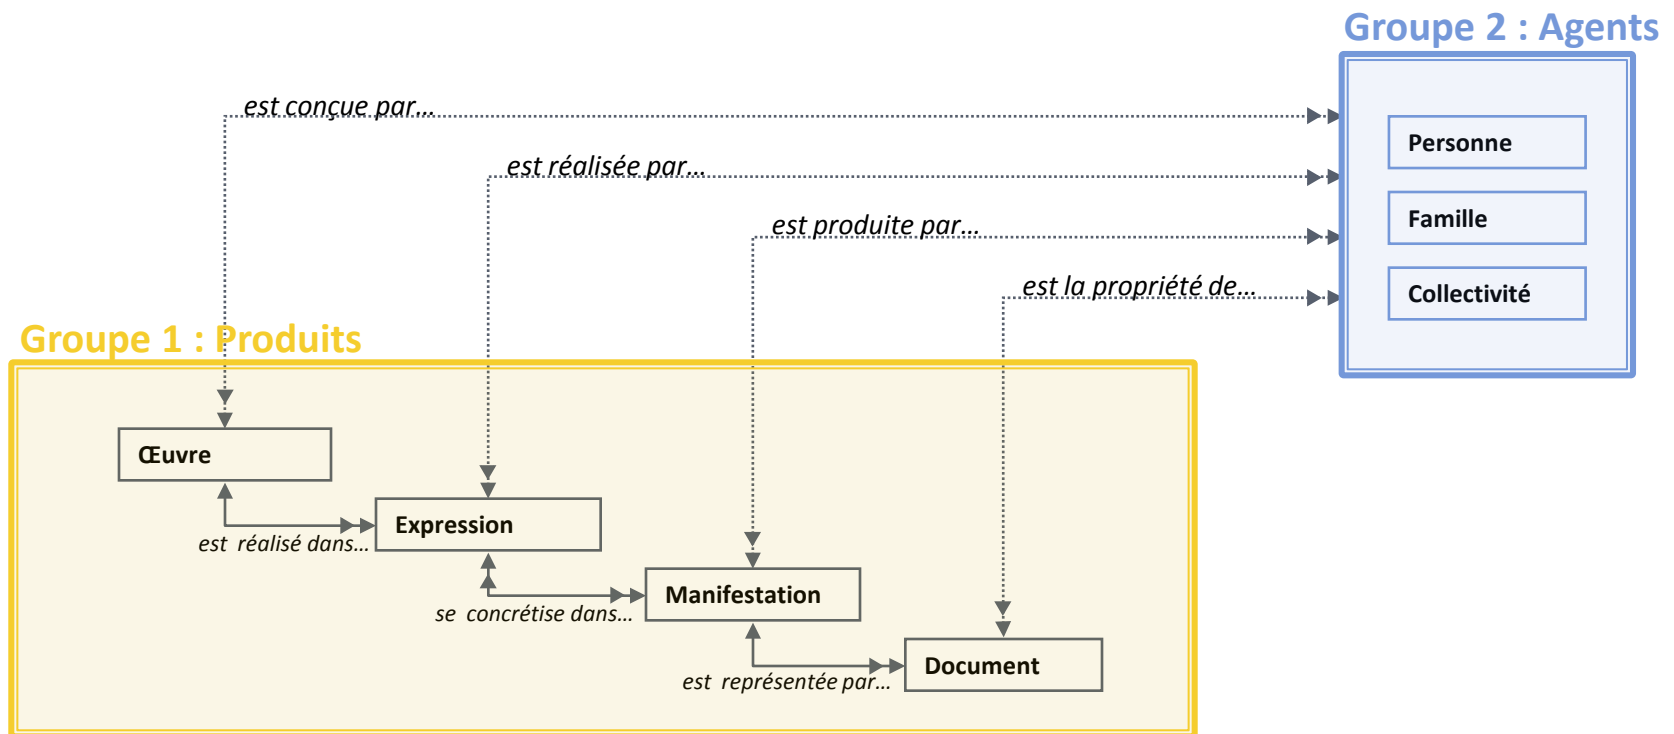 Groupe 2 : Agents
est conçue par...
Personne
est réalisée par...
Famille
est produite par...
est la propriété de...
Collectivité
Groupe 1 : Produits
Œuvre
Expression
est réalisé dans...
Manifestation
se concrétise dans...
Document
est représentée par...